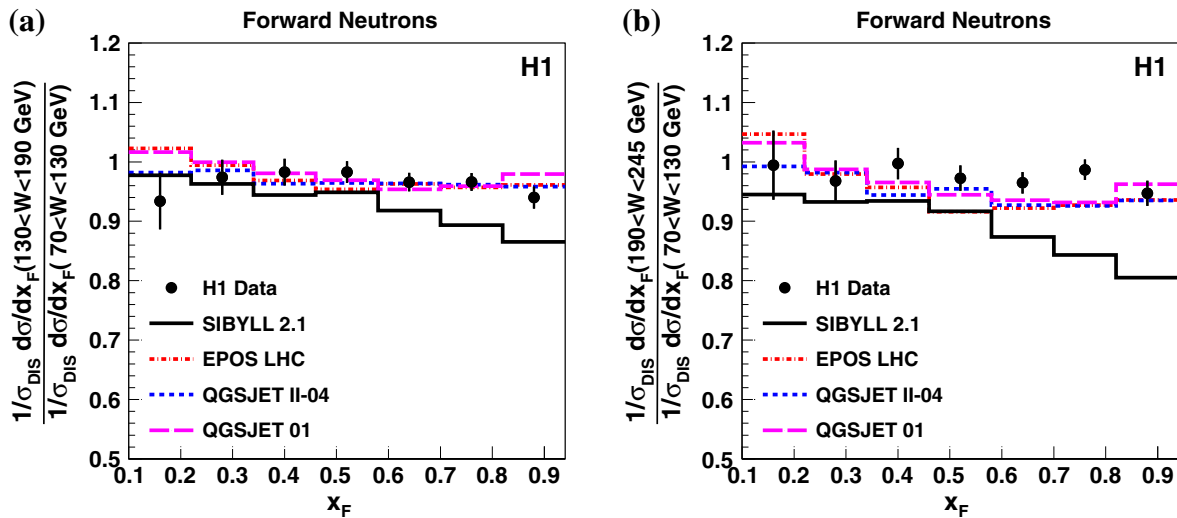 (a)
Forward Neutrons
H1
1/σDIS dσ/dxF(130<W<190 GeV)
1/σDIS dσ/dxF( 70<W<130 GeV)
1.2
1.1
1
0.9
0.8
0.7
0.6
0.5
H1 Data
SIBYLL 2.1
EPOS LHC
QGSJET II-04
QGSJET 01
0.1 0.2 0.3 0.4 0.5 0.6 0.7 0.8 0.9
xF
(b)
Forward Neutrons
H1
1/σDIS dσ/dxF(190<W<245 GeV)
1/σDIS dσ/dxF( 70<W<130 GeV)
1.2
1.1
1
0.9
0.8
0.7
0.6
0.5
H1 Data
SIBYLL 2.1
EPOS LHC
QGSJET II-04
QGSJET 01
0.1 0.2 0.3 0.4 0.5 0.6 0.7 0.8 0.9
xF